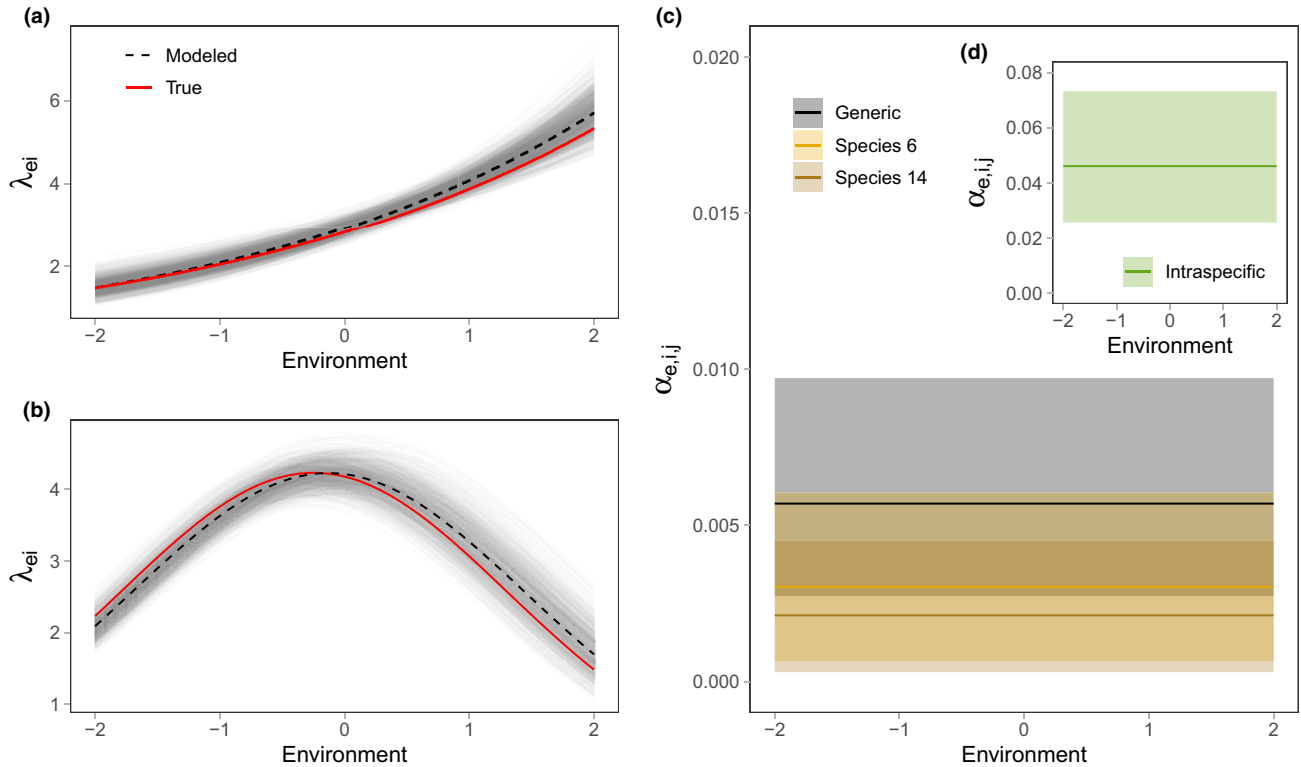 (a)
λei
2
4
6
Modeled
True
−2
−1
0
1
2
Environment
(b)
λei
1
2
3
4
−2
−1
0
1
2
Environment
(c)
αe,i,j
0.000
0.005
0.010
0.015
0.020
Generic
Species 6
Species 14
−2
−1
0
1
2
Environment
(d)
αe,i,j
0.00
0.02
0.04
0.06
0.08
Intraspecific
−2
−1
0
1
2
Environment